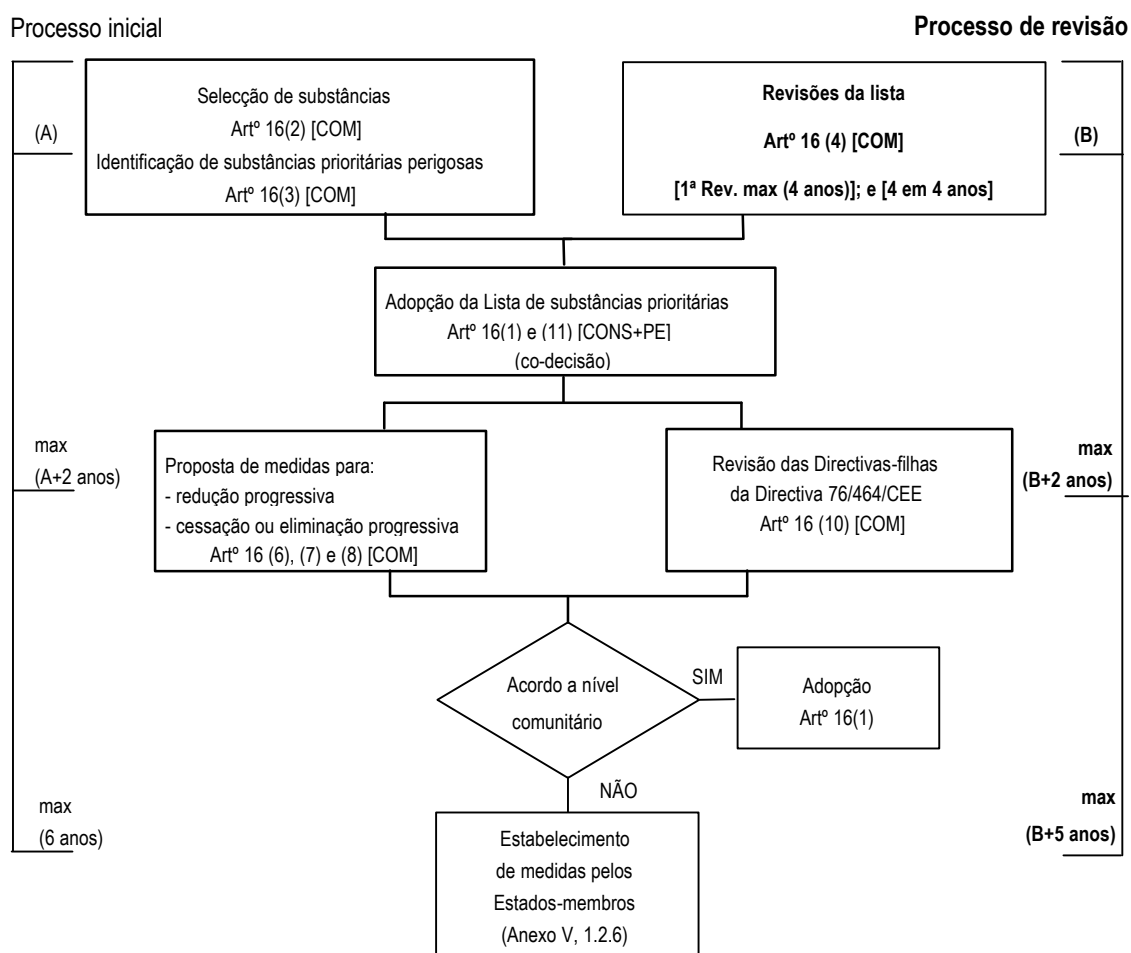 Processo inicial
Processo de revisão
Selecção de substâncias
Artº 16(2) [COM]
Identificação de substâncias prioritárias perigosas
Artº 16(3) [COM]
(A)
Revisões da lista
Artº 16 (4) [COM]
[1ª Rev. max (4 anos)]; e [4 em 4 anos]
(B)
Adopção da Lista de substâncias prioritárias
Artº 16(1) e (11) [CONS+PE]
(co-decisão)
max
(A+2 anos)
Proposta de medidas para:
- redução progressiva
- cessação ou eliminação progressiva
Artº 16 (6), (7) e (8) [COM]
Revisão das Directivas-filhas
da Directiva 76/464/CEE
Artº 16 (10) [COM]
max
(B+2 anos)
Acordo a nível
comunitário
SIM
Adopção
Artº 16(1)
NÃO
max
(6 anos)
Estabelecimento
de medidas pelos
Estados-membros
(Anexo V, 1.2.6)
max
(B+5 anos)